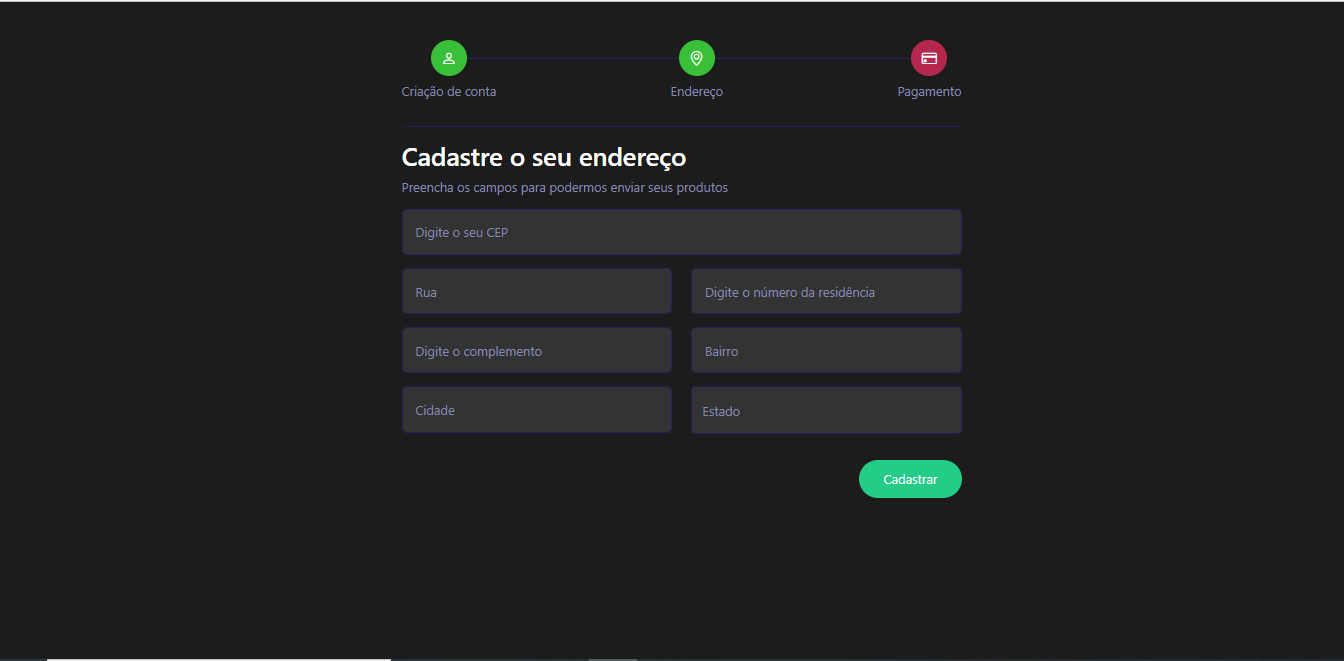 Criação de conta
Endereço
Pagamento
Cadastre o seu endereço
Preencha os campos para podermos enviar seus produtos
Digite o seu CEP
Rua
Digite o número da residência
Digite o complemento
Bairro
Cidade
Estado
Cadastrar